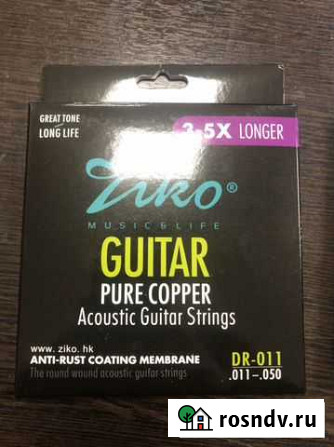 GREAT TONE
LONG LIFE
3-5X LONGER
Ziko®
MUSIC&LIFE
GUITAR
PURE COPPER
Acoustic Guitar Strings
www. ziko. hk
ANTI-RUST COATING MEMBRANE
DR-011
The round wound acoustic guitar strings
.011-.050
rosndv.ru